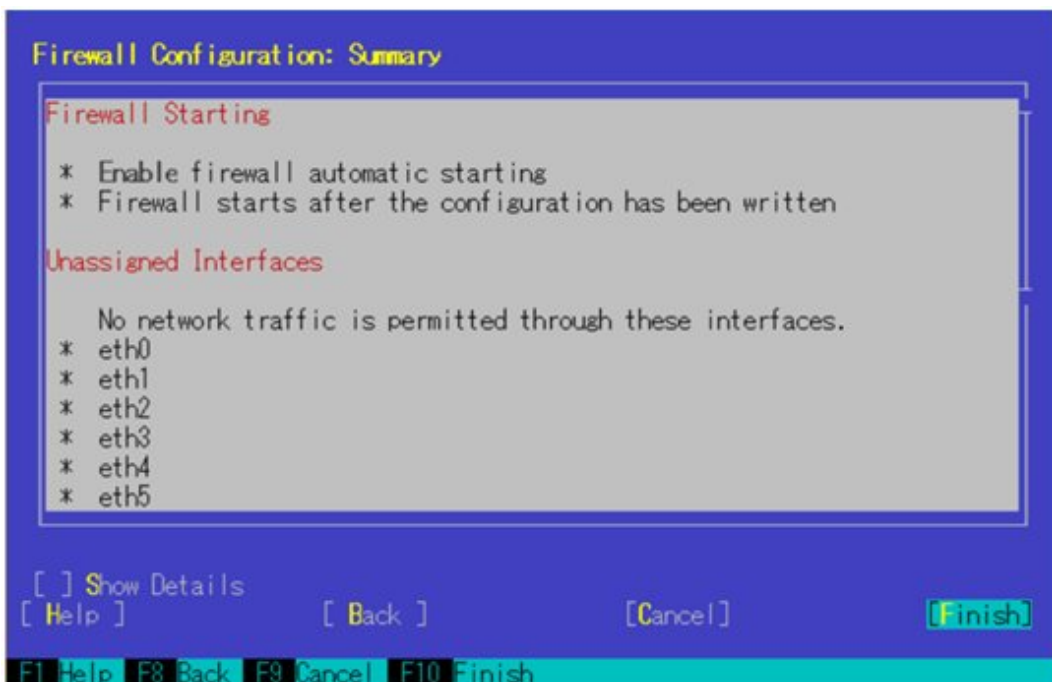 Firewall Configuration: Summary
Firewall Starting
* Enable firewall automatic starting
* Firewall starts after the configuration has been written
Unassigned Interfaces
No network traffic is permitted through these interfaces.
* eth0
* eth1
* eth2
* eth3
* eth4
* eth5
[ ] Show Details
[ Help ] [ Back ] [Cancel] [Finish]
F1 Help F8 Back F9 Cancel F10 Finish